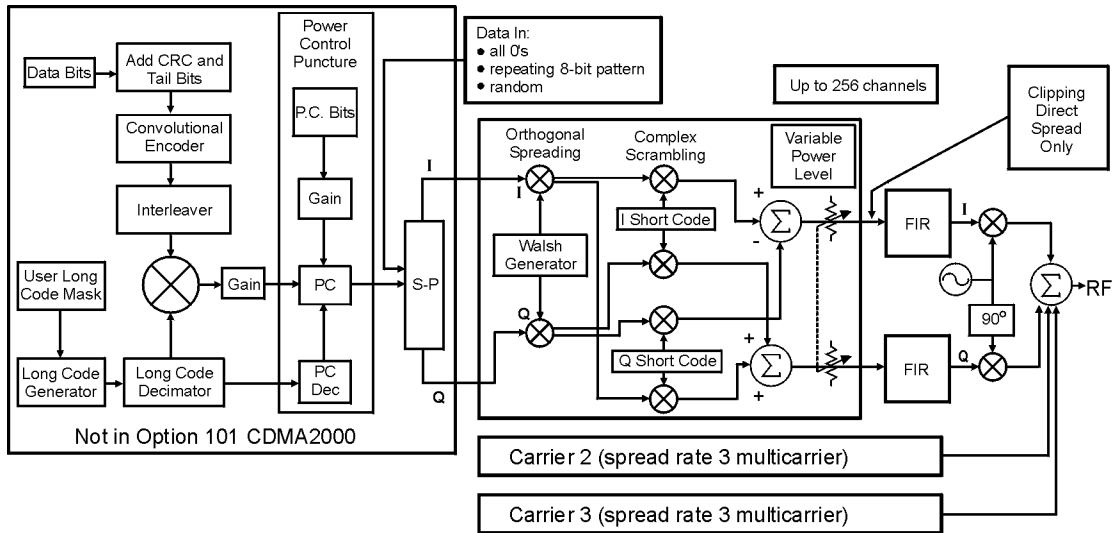 Data Bits
Add CRC and
Tail Bits
Convolutional
Encoder
Interleaver
User Long
Code Mask
Long Code
Generator
Long Code
Decimator
Gain
Power
Control
Puncture
P.C. Bits
Gain
PC
PC
Dec
Not in Option 101 CDMA2000
Data In:
● all 0's
● repeating 8-bit pattern
● random
S-P
I
Q
Up to 256 channels
Orthogonal
Spreading
Complex
Scrambling
Variable
Power
Level
I
I Short Code
Walsh
Generator
Q
Q Short Code
+
-
Σ
+
+
Σ
Clipping
Direct
Spread
Only
FIR
I
90°
FIR
Q
Σ
RF
Carrier 2 (spread rate 3 multicarrier)
Carrier 3 (spread rate 3 multicarrier)